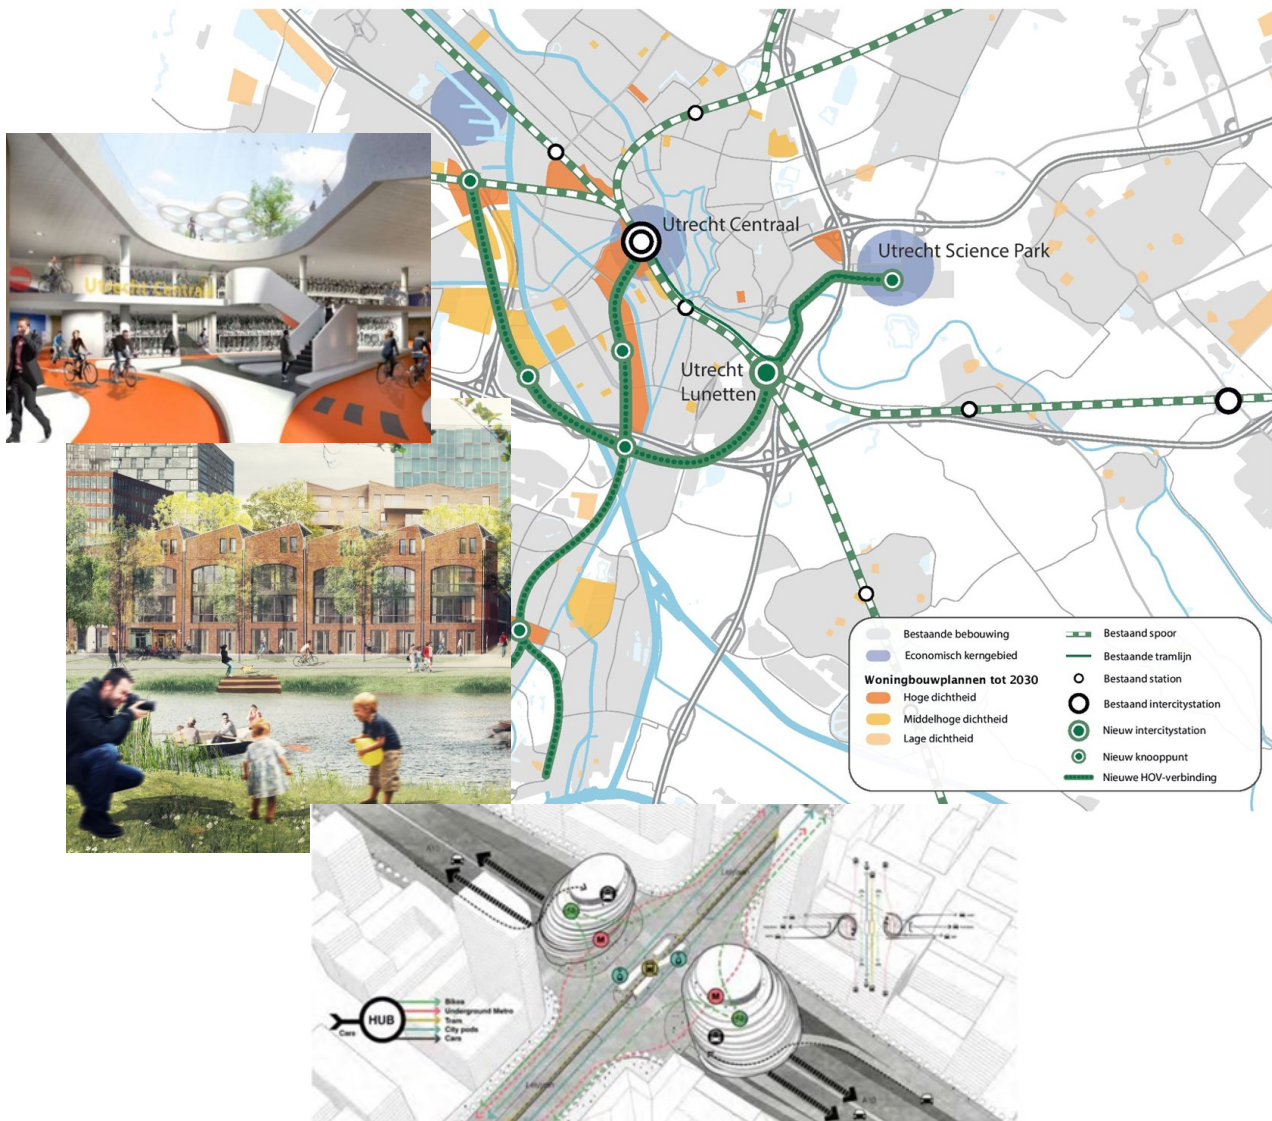 Utrecht Centraal
Utrecht Science Park
Utrecht
Lunetten
Bestaande bebouwing
Economisch kerngebied
Woningbouwplannen tot 2030
Hoge dichtheid
Middelhoge dichtheid
Lage dichtheid
Bestaand spoor
Bestaande tramlijn
Bestaand station
Bestaand intercitystation
Nieuw intercitystation
Nieuw knooppunt
Nieuwe HOV-verbinding
Utrecht Centraal
A10
M
M
HUB
Cars
Bikes
Underground Metro
Tram
City pods
Cars
A10